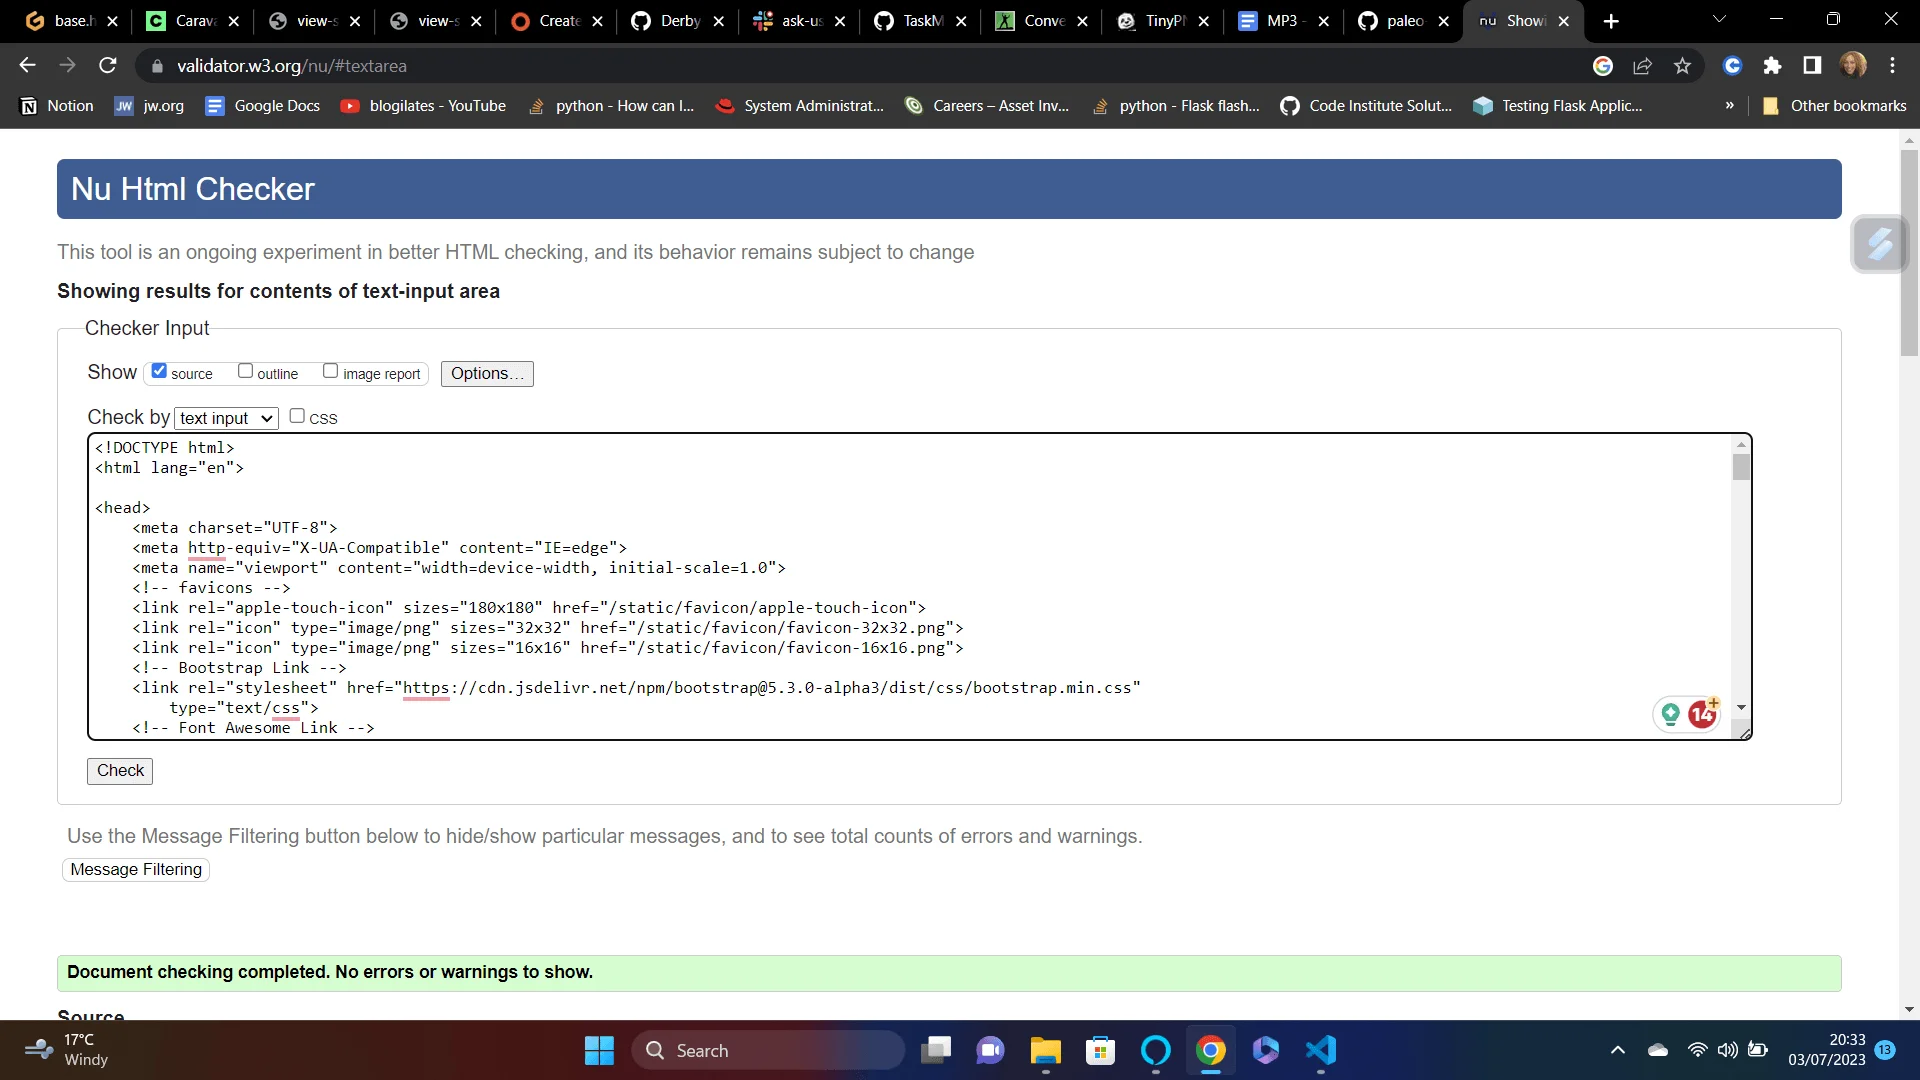 base.h
Carava
view-s
view-s
Create
Derby
ask-us
TaskM
Conve
TinyPN
MP3 -
paleo
nu Showi
validator.w3.org/nu/#textarea
Notion
JW jw.org
Google Docs
blogilates - YouTube
python - How can I...
System Administrat...
Careers – Asset Inv...
python - Flask flash...
Code Institute Solut...
Testing Flask Applic...
»
Other bookmarks
Nu Html Checker
This tool is an ongoing experiment in better HTML checking, and its behavior remains subject to change
Showing results for contents of text-input area
Checker Input
Show source outline image report Options...
Check by text input CSS
<!DOCTYPE html>
<html lang="en">
<head>
<meta charset="UTF-8">
<meta http-equiv="X-UA-Compatible" content="IE=edge">
<meta name="viewport" content="width=device-width, initial-scale=1.0">
<!-- favicons -->
<link rel="apple-touch-icon" sizes="180x180" href="/static/favicon/apple-touch-icon">
<link rel="icon" type="image/png" sizes="32x32" href="/static/favicon/favicon-32x32.png">
<link rel="icon" type="image/png" sizes="16x16" href="/static/favicon/favicon-16x16.png">
<!-- Bootstrap Link -->
<link rel="stylesheet" href="https://cdn.jsdelivr.net/npm/bootstrap@5.3.0-alpha3/dist/css/bootstrap.min.css"
type="text/css">
<!-- Font Awesome Link -->
14
Check
Use the Message Filtering button below to hide/show particular messages, and to see total counts of errors and warnings.
Message Filtering
Document checking completed. No errors or warnings to show.
Source
17°C
Windy
Search
20:33
03/07/2023
13